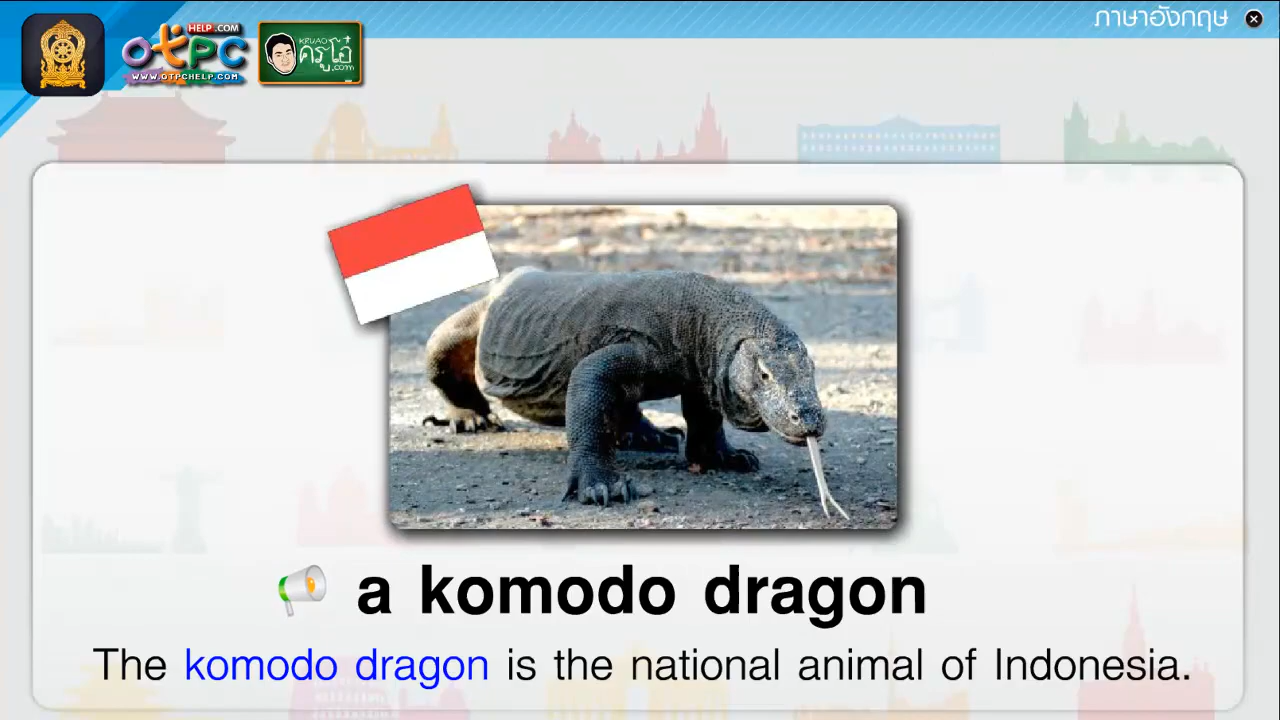 ภาษาอังกฤษ
HELP.COM
OTPC
WWW.OTPCHELP.COM
KRUAO
ครูโอ๋
.com
a komodo dragon
The komodo dragon is the national animal of Indonesia.